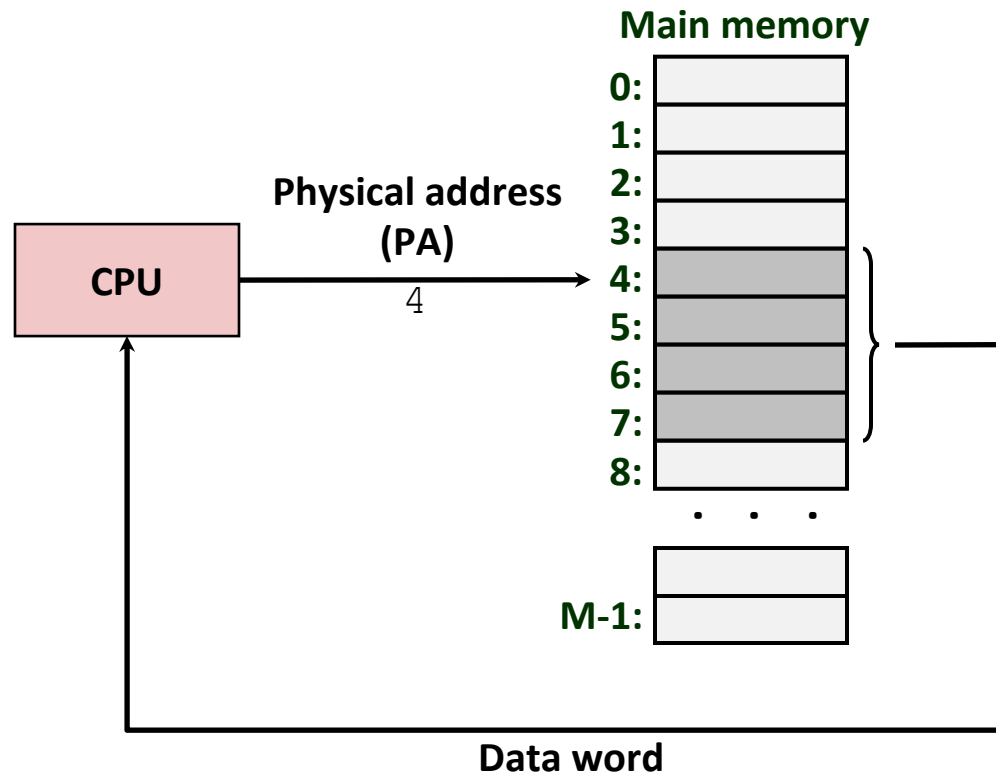 Main memory
0:
1:
2:
Physical address
(PA)
3:
CPU
4:
4
5:
6:
7:
8:
. . .
M-1:
Data word